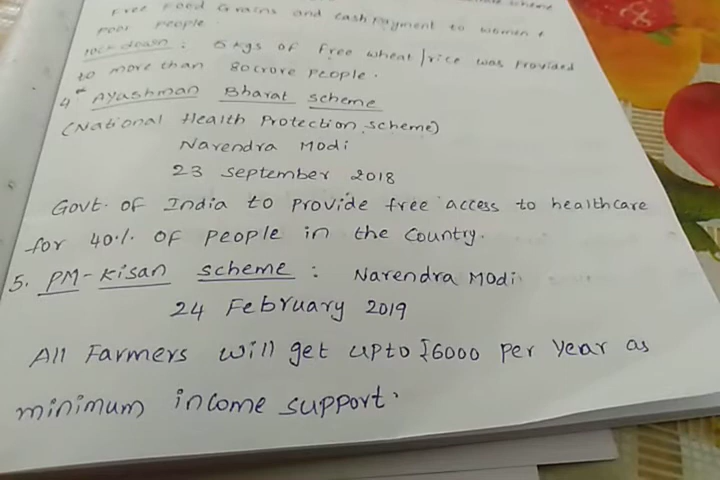 scheme
Free Food Grains and cash payment to women &
poor people
lockdown : 5 kgs of free wheat/rice was provided
to more than 80 crore people.
4. Ayushman Bharat scheme
(National Health Protection scheme)
Narendra Modi
23 September 2018
Govt. of India to provide free access to healthcare
for 40% of people in the country.
5. PM-Kisan scheme : Narendra Modi
24 February 2019
All Farmers will get upto ₹6000 per year as
minimum income support.